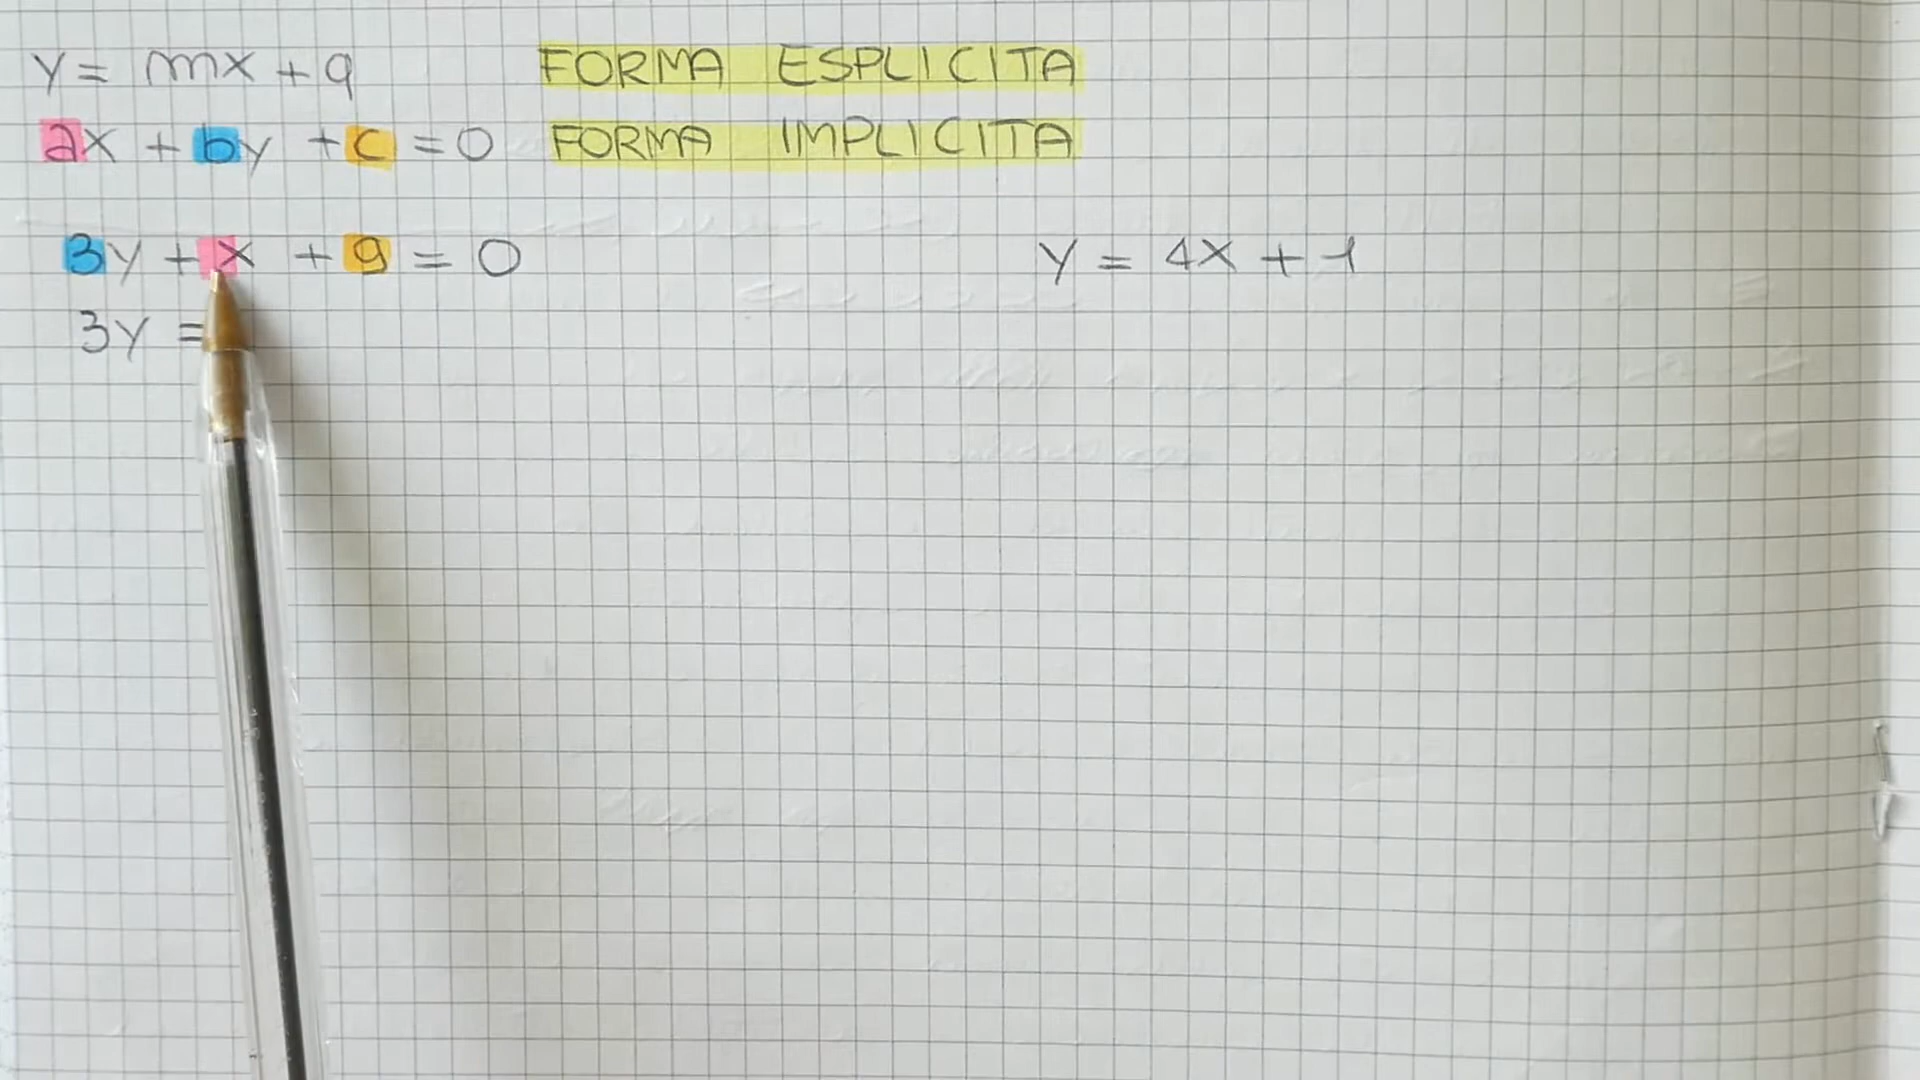 y = mx + q FORMA ESPLICITA
ax + by + c = 0 FORMA IMPLICITA
3y + x + 9 = 0 y = 4x + 1
3y =